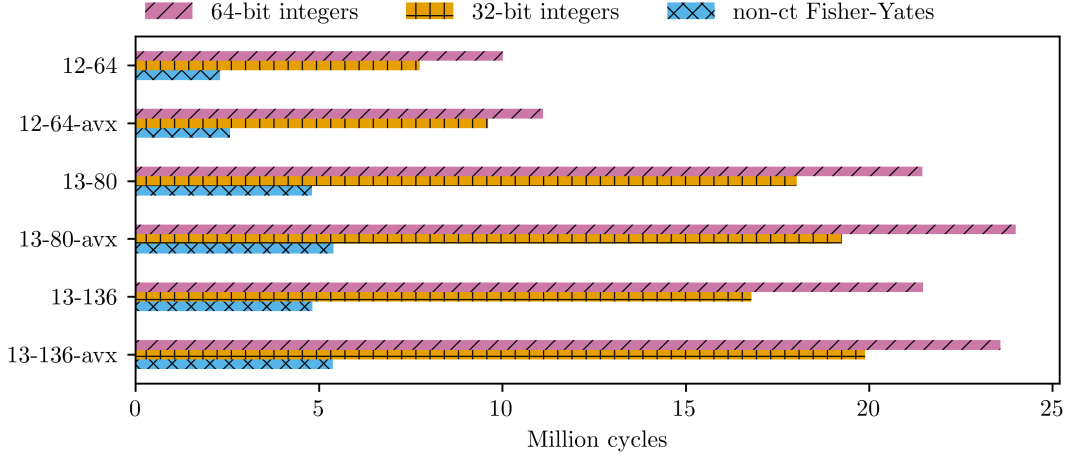 64-bit integers 32-bit integers non-ct Fisher-Yates
12-64
12-64-avx
13-80
13-80-avx
13-136
13-136-avx
0 5 10 15 20 25
Million cycles